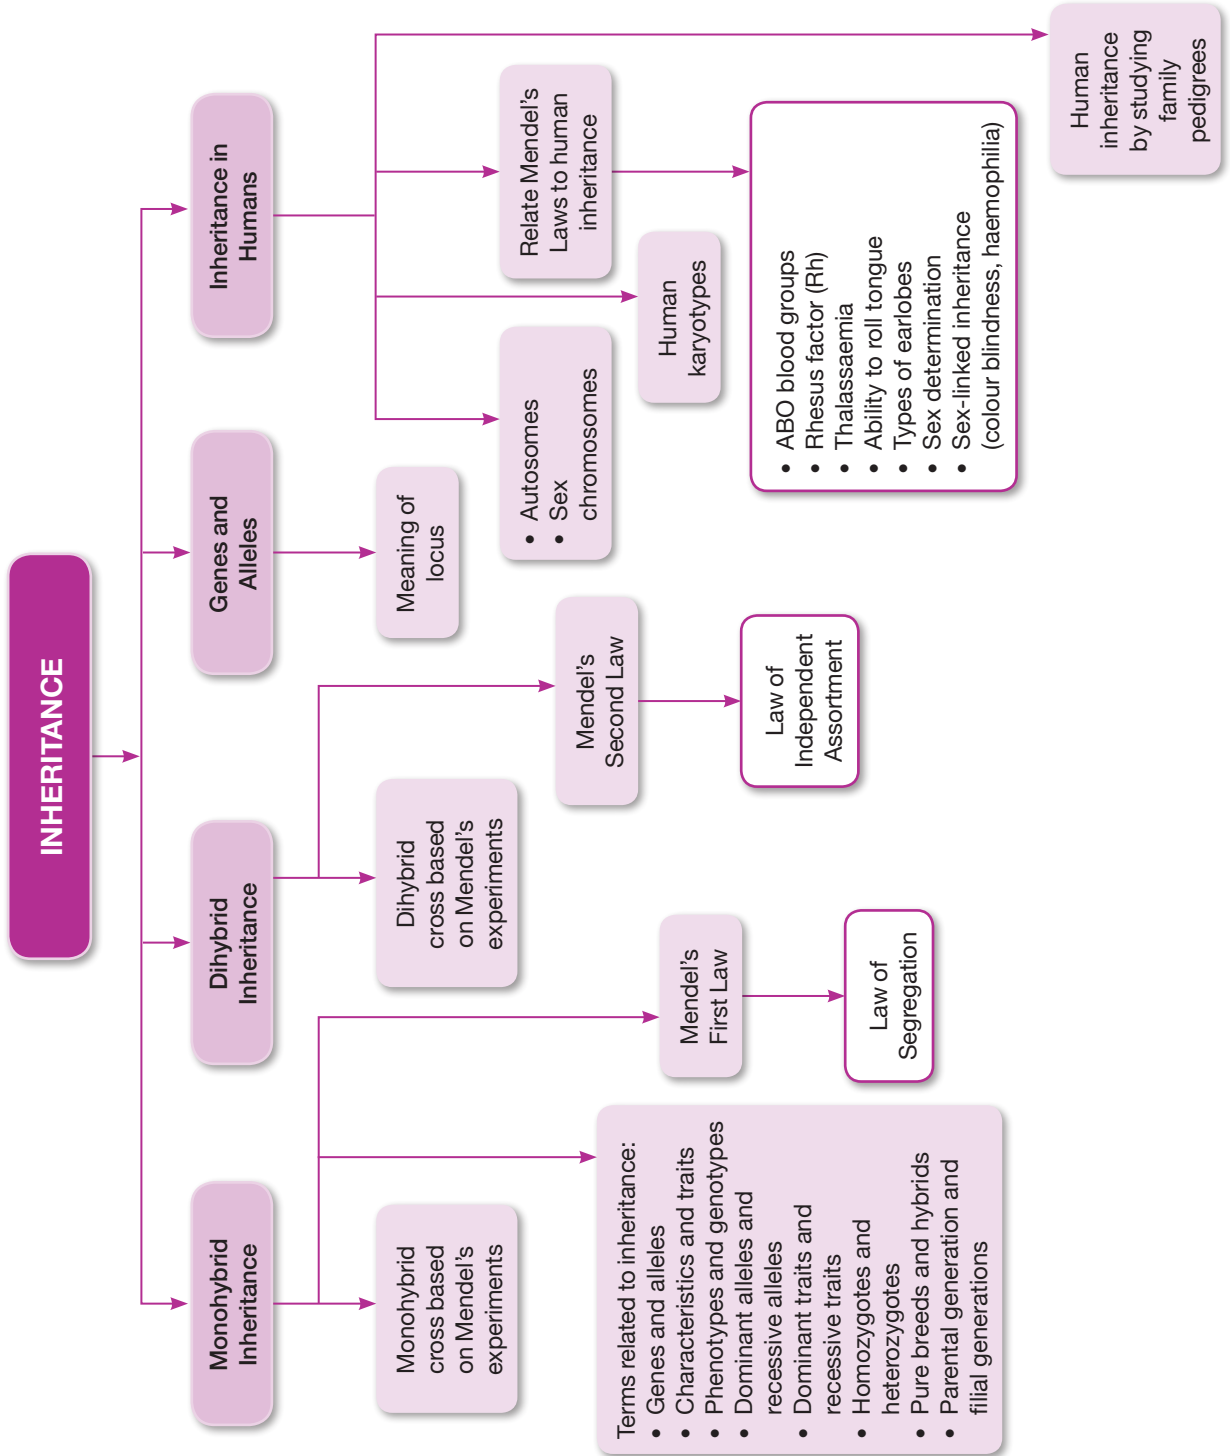 INHERITANCE
Monohybrid
Inheritance
Dihybrid
Inheritance
Genes and
Alleles
Inheritance in
Humans
Monohybrid
cross based
on Mendel's
experiments
Terms related to inheritance:
• Genes and alleles
• Characteristics and traits
• Phenotypes and genotypes
• Dominant alleles and
recessive alleles
• Dominant traits and
recessive traits
• Homozygotes and
heterozygotes
• Pure breeds and hybrids
• Parental generation and
filial generations
Mendel's
First Law
Law of
Segregation
Dihybrid
cross based
on Mendel's
experiments
Mendel's
Second Law
Law of
Independent
Assortment
Meaning of
locus
• Autosomes
• Sex
chromosomes
Human
karyotypes
Relate Mendel's
Laws to human
inheritance
• ABO blood groups
• Rhesus factor (Rh)
• Thalassaemia
• Ability to roll tongue
• Types of earlobes
• Sex determination
• Sex-linked inheritance
(colour blindness, haemophilia)
Human
inheritance
by studying
family
pedigrees